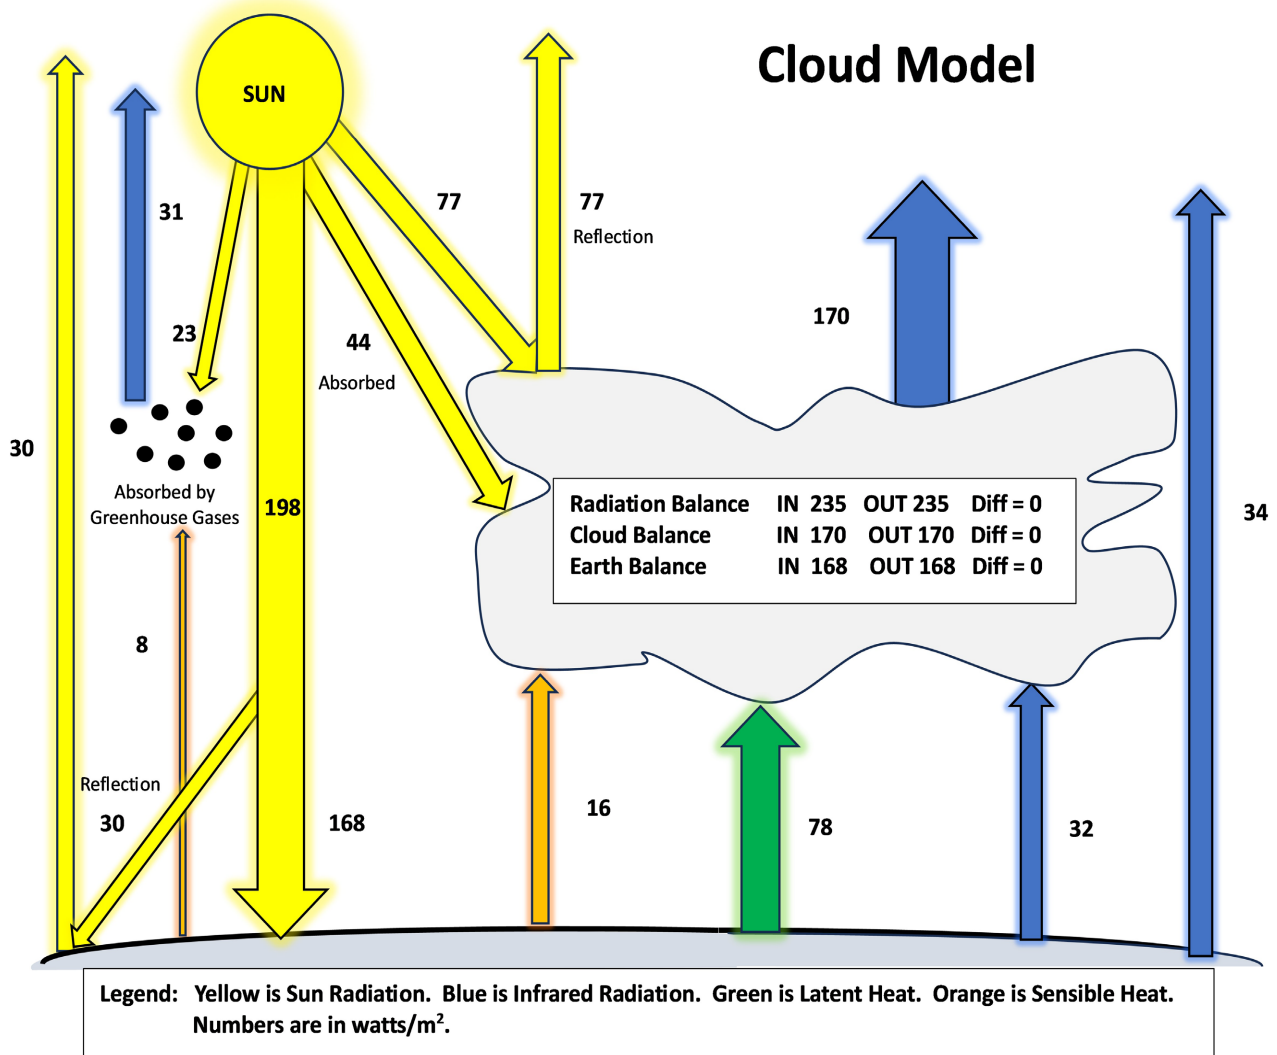 Cloud Model
SUN
77
77
Reflection
31
170
23
44
Absorbed
30
Absorbed by
Greenhouse Gases
198
34
Radiation Balance IN 235 OUT 235 Diff = 0
Cloud Balance IN 170 OUT 170 Diff = 0
Earth Balance IN 168 OUT 168 Diff = 0
8
Reflection
30
168
16
78
32
Legend: Yellow is Sun Radiation. Blue is Infrared Radiation. Green is Latent Heat. Orange is Sensible Heat.
Numbers are in watts/m².